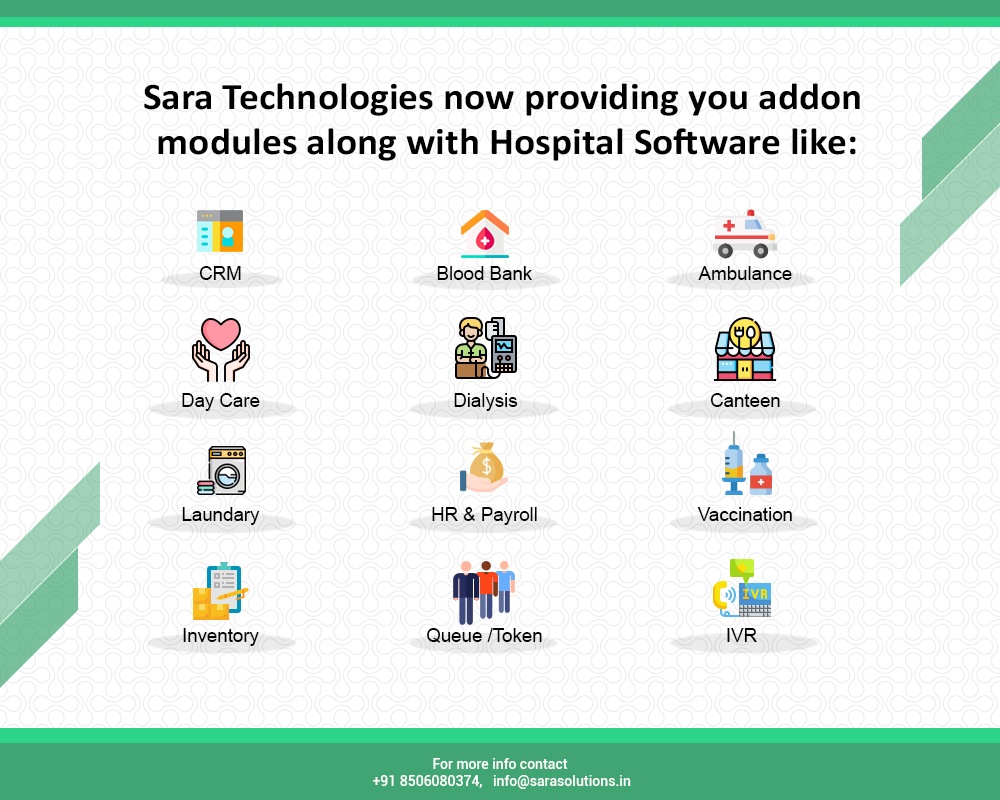 Sara Technologies now providing you addon
modules along with Hospital Software like:
CRM
Blood Bank
Ambulance
Day Care
Dialysis
Canteen
Laundary
$
HR & Payroll
Vaccination
IVR
Inventory
Queue /Token
IVR
For more info contact
+91 8506080374, info@sarasolutions.in